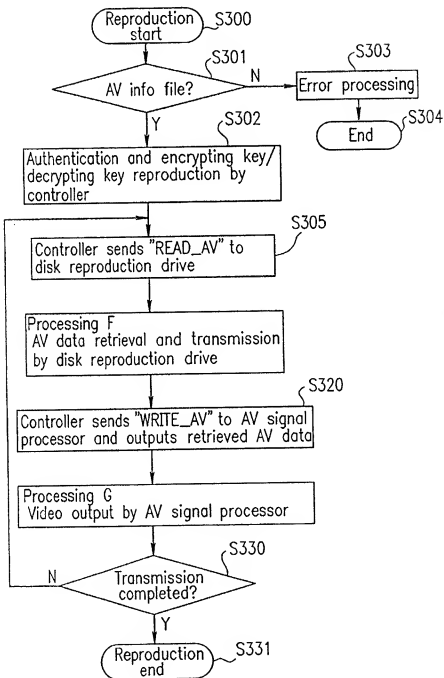 Reproduction
start
S300
S301
AV info file?
N
S303
Error processing
Y
S304
End
S302
Authentication and encrypting key/
decrypting key reproduction by
controller
S305
Controller sends "READ_AV" to
disk reproduction drive
Processing F
AV data retrieval and transmission
by disk reproduction drive
S320
Controller sends "WRITE_AV" to AV signal
processor and outputs retrieved AV data
Processing G
Video output by AV signal processor
S330
N
Transmission
completed?
Y
Reproduction
end
S331